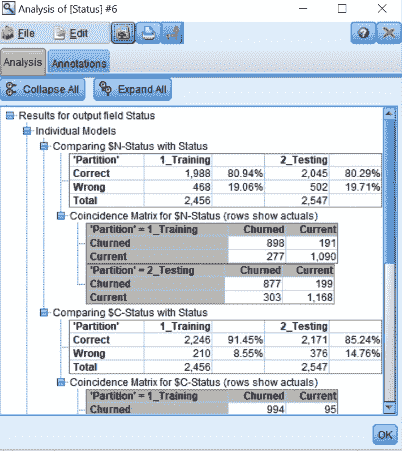 Analysis of [Status] #6
File Edit
Analysis Annotations
Collapse All Expand All
Results for output field Status
Individual Models
Comparing $N-Status with Status
'Partition' 1_Training 2_Testing
Correct 1,988 80.94% 2,045 80.29%
Wrong 468 19.06% 502 19.71%
Total 2,456 2,547
Coincidence Matrix for $N-Status (rows show actuals)
'Partition' = 1_Training Churned Current
Churned 898 191
Current 277 1,090
'Partition' = 2_Testing Churned Current
Churned 877 199
Current 303 1,168
Comparing $C-Status with Status
'Partition' 1_Training 2_Testing
Correct 2,246 91.45% 2,171 85.24%
Wrong 210 8.55% 376 14.76%
Total 2,456 2,547
Coincidence Matrix for $C-Status (rows show actuals)
'Partition' = 1_Training Churned Current
Churned 994 95
OK